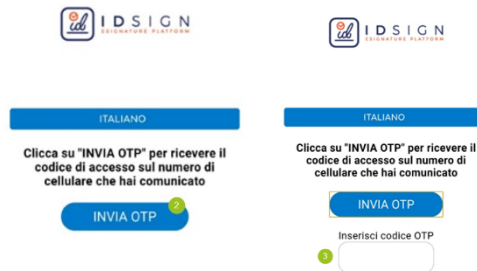 IDSIGN
ESIGNATURE PLATFORM
ITALIANO
Clicca su "INVIA OTP" per ricevere il
codice di accesso sul numero di
cellulare che hai comunicato
2
INVIA OTP
IDSIGN
ESIGNATURE PLATFORM
ITALIANO
Clicca su "INVIA OTP" per ricevere il
codice di accesso sul numero di
cellulare che hai comunicato
INVIA OTP
Inserisci codice OTP
3